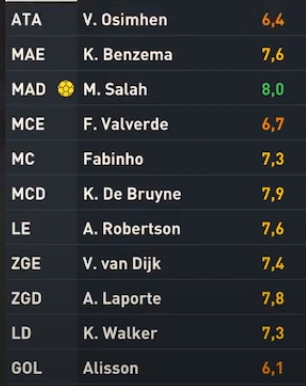 ATA V. Osimhen 6,4
MAE K. Benzema 7,6
MAD M. Salah 8,0
MCE F. Valverde 6,7
MC Fabinho 7,3
MCD K. De Bruyne 7,9
LE A. Robertson 7,6
ZGE V. van Dijk 7,4
ZGD A. Laporte 7,8
LD K. Walker 7,3
GOL Alisson 6,1